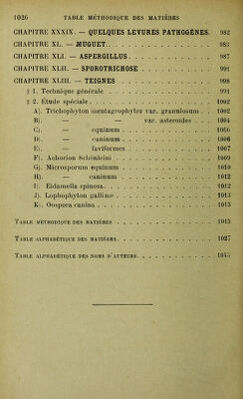 1026 TABLE MÉTHODIQUE DES MATIÈRES
CHAPITRE XXXIX. — QUELQUES LEVURES PATHOGÈNES. 982
CHAPITRE XL. — MUGUET. 983
CHAPITRE XLI. — ASPERGILLUS. 987
CHAPITRE XLII. — SPOROTRICHOSE 991
CHAPITRE XLIII. — TEIGNES 998
§ 1. Technique générale 991
§ 2. Étude spéciale. 1002
A). Trichophyton mentagrophytes var. granulosum 1002
B). — — var. asteroides 1004
C). — equinum 1006
D). — caninum 1006
E). — faviformes 1007
F). Achorion Schönleini 1009
G). Microsporum equinum 1010
H). — caninum 1012
I). Eidamella spinosa 1012
J). Lophophyton gallinæ 1013
K). Oospora canina 1013
TABLE MÉTHODIQUE DES MATIÈRES 1015
TABLE ALPHABÉTIQUE DES MATIÈRES. 1027
TABLE ALPHABÉTIQUE DES NOMS D'AUTEURS.